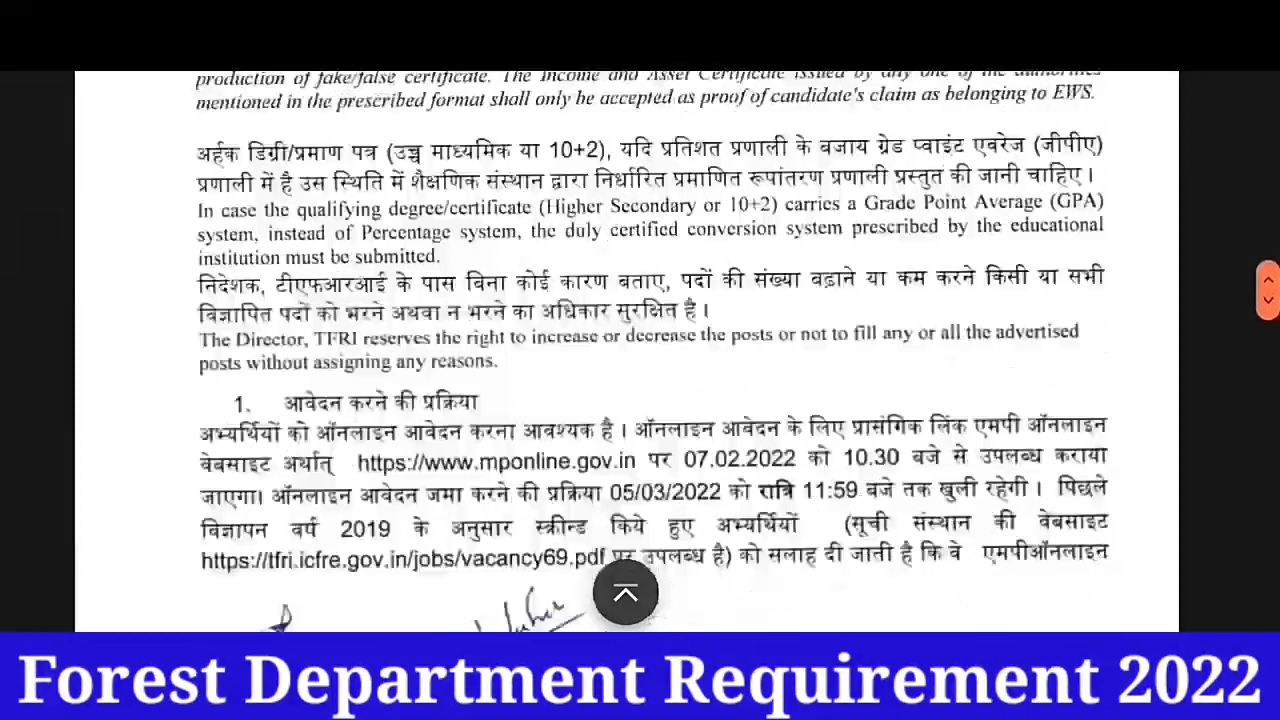 production of fake/false certificate. The Income and Asset Certificate issued by any one of the authorities
mentioned in the prescribed format shall only be accepted as proof of candidate's claim as belonging to EWS.
अर्हक डिग्री/प्रमाण पत्र (उच्च माध्यमिक या 10+2), यदि प्रतिशत प्रणाली के बजाय ग्रेड प्वाइंट एवरेज (जीपीए)
प्रणाली में है उस स्थिति में शैक्षणिक संस्थान द्वारा निर्धारित प्रमाणित रूपांतरण प्रणाली प्रस्तुत की जानी चाहिए।
In case the qualifying degree/certificate (Higher Secondary or 10+2) carries a Grade Point Average (GPA)
system, instead of Percentage system, the duly certified conversion system prescribed by the educational
institution must be submitted.
निदेशक, टीएफआरआई के पास बिना कोई कारण बताए, पदों की संख्या बढ़ाने या कम करने किसी या सभी
विज्ञापित पदों को भरने अथवा न भरने का अधिकार सुरक्षित है।
The Director, TFRI reserves the right to increase or decrease the posts or not to fill any or all the advertised
posts without assigning any reasons.
1. आवेदन करने की प्रक्रिया
अभ्यर्थियों को ऑनलाइन आवेदन करना आवश्यक है। ऑनलाइन आवेदन के लिए प्रासंगिक लिंक एमपी ऑनलाइन
वेबसाइट अर्थात् https://www.mponline.gov.in पर 07.02.2022 को 10.30 बजे से उपलब्ध कराया
जाएगा। ऑनलाइन आवेदन जमा करने की प्रक्रिया 05/03/2022 को रात्रि 11:59 बजे तक खुली रहेगी। पिछले
विज्ञापन वर्ष 2019 के अनुसार स्क्रीन्ड किये हुए अभ्यर्थियों (सूची संस्थान की वेबसाइट
https://tfri.icfre.gov.in/jobs/vacancy69.pdf पर उपलब्ध है) को सलाह दी जाती है कि वे एमपीऑनलाइन
Forest Department Requirement 2022